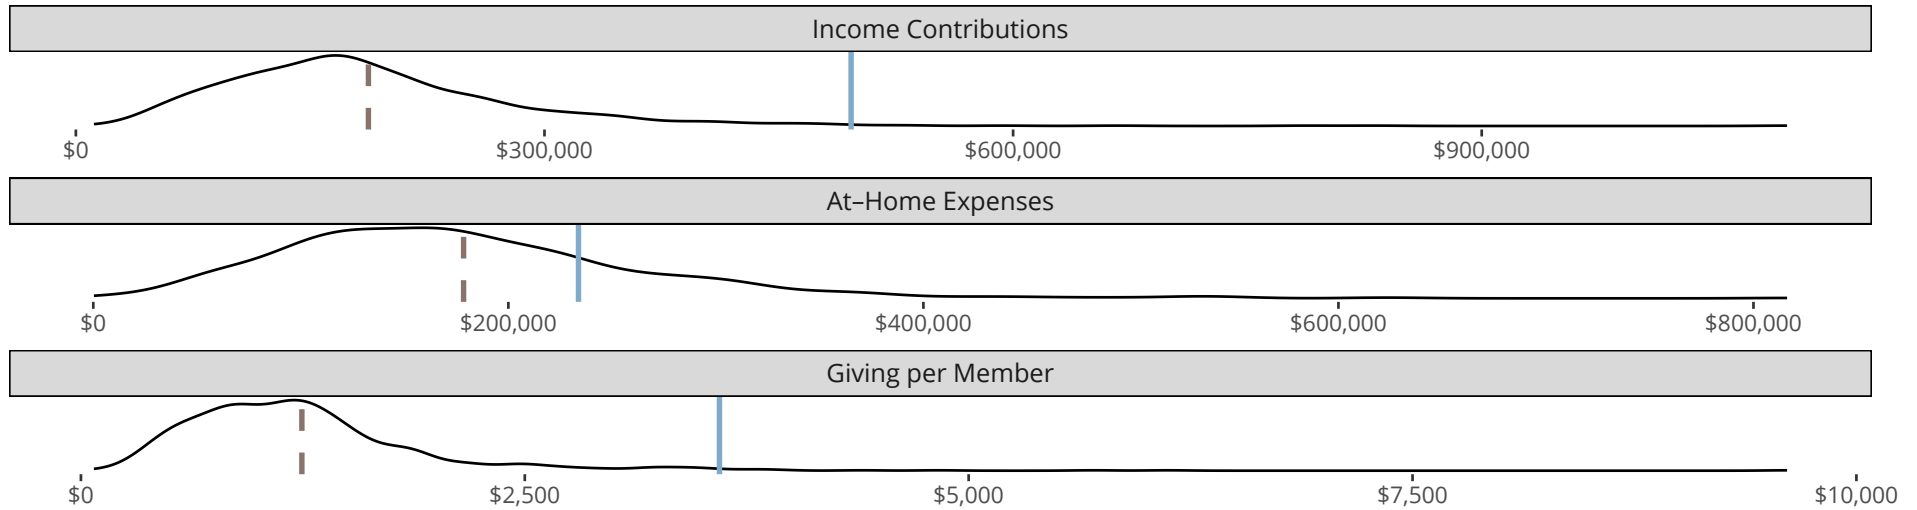 Income Contributions
$0 $300,000 $600,000 $900,000
At–Home Expenses
$0 $200,000 $400,000 $600,000 $800,000
Giving per Member
$0 $2,500 $5,000 $7,500 $10,000